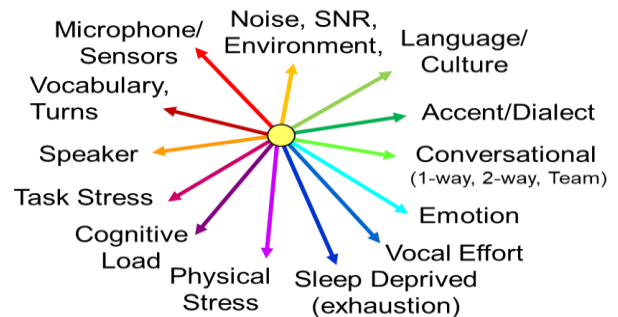 Noise, SNR,
Environment,
Language/
Culture
Accent/Dialect
Conversational
(1-way, 2-way, Team)
Emotion
Vocal Effort
Sleep Deprived
(exhaustion)
Physical
Stress
Cognitive
Load
Task Stress
Speaker
Vocabulary,
Turns
Microphone/
Sensors